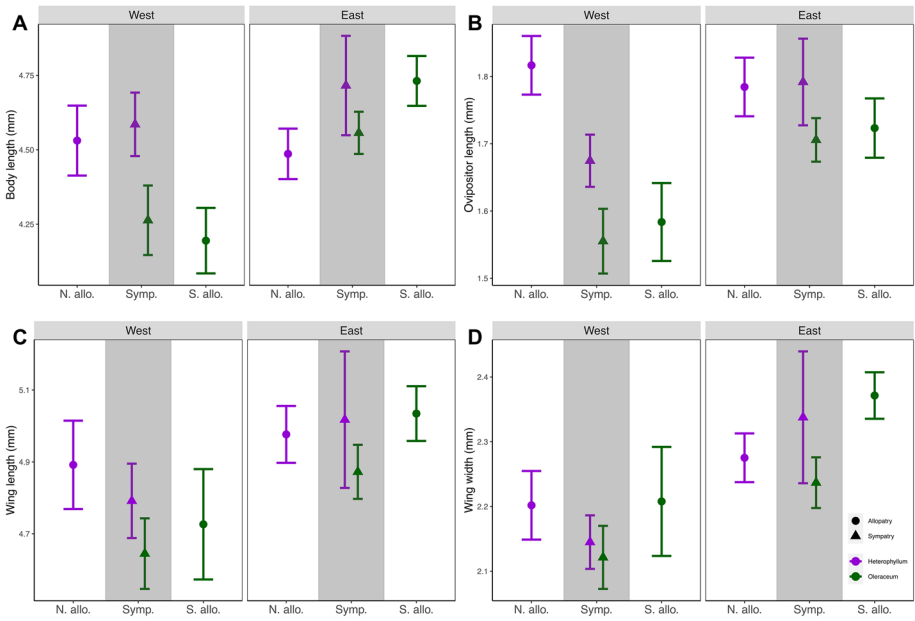 A
West
East
Body length (mm)
4.75
4.50
4.25
N. allo.
Symp.
S. allo.
N. allo.
Symp.
S. allo.
B
West
East
Ovipositor length (mm)
1.8
1.7
1.6
1.5
N. allo.
Symp.
S. allo.
N. allo.
Symp.
S. allo.
C
West
East
Wing length (mm)
5.1
4.9
4.7
N. allo.
Symp.
S. allo.
N. allo.
Symp.
S. allo.
D
West
East
Wing width (mm)
2.4
2.3
2.2
2.1
N. allo.
Symp.
S. allo.
N. allo.
Symp.
S. allo.
Allopatry
Sympatry
Heterophyllum
Oleraceum